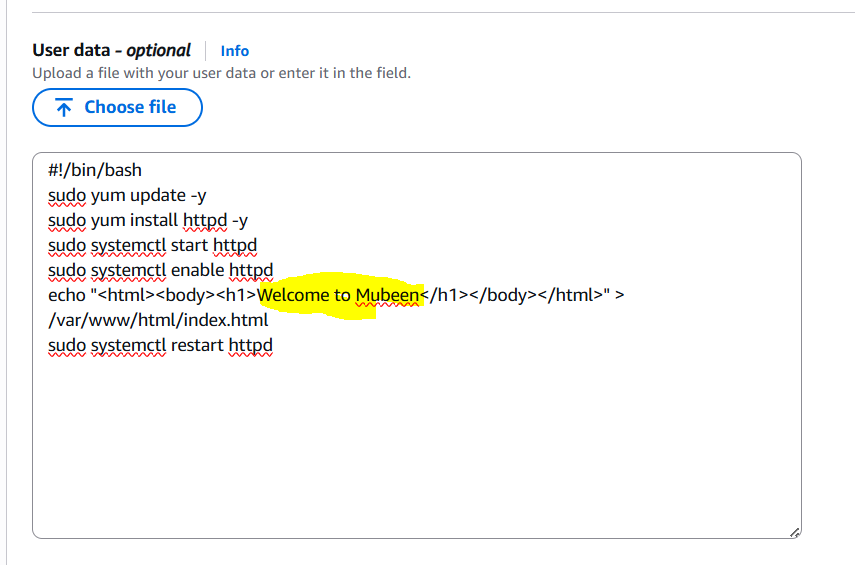 User data - optional Info
Upload a file with your user data or enter it in the field.
Choose file
#!/bin/bash
sudo yum update -y
sudo yum install httpd -y
sudo systemctl start httpd
sudo systemctl enable httpd
echo "<html><body><h1>Welcome to Mubeen</h1></body></html>" >
/var/www/html/index.html
sudo systemctl restart httpd